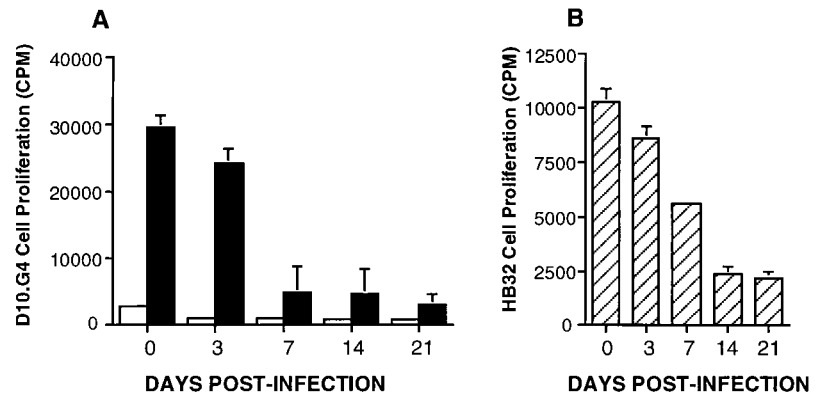 A
D10.G4 Cell Proliferation (CPM)
40000
30000
20000
10000
0
0 3 7 14 21
DAYS POST-INFECTION
B
HB32 Cell Proliferation (CPM)
12500
10000
7500
5000
2500
0
0 3 7 14 21
DAYS POST-INFECTION